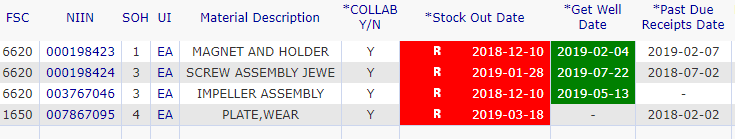 FSC NIIN SOH UI Material Description *COLLAB Y/N *Stock Out Date *Get Well Date *Past Due Receipts Date
6620 000198423 1 EA MAGNET AND HOLDER Y R 2018-12-10 2019-02-04 2019-02-07
6620 000198424 3 EA SCREW ASSEMBLY JEWE Y R 2019-01-28 2019-07-22 2018-07-02
6620 003767046 3 EA IMPELLER ASSEMBLY Y R 2018-12-10 2019-05-13 -
1650 007867095 4 EA PLATE,WEAR Y R 2019-03-18 - 2018-02-02